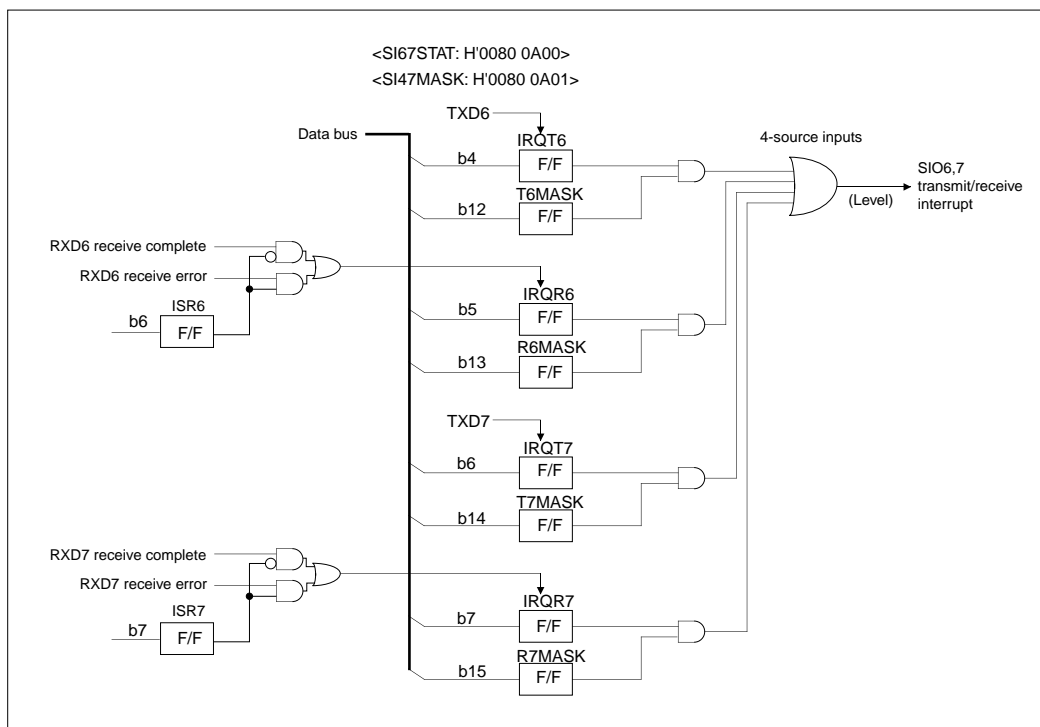 <SI67STAT: H'0080 0A00>
<SI47MASK: H'0080 0A01>
TXD6
Data bus
4-source inputs
IRQT6
b4
F/F
SIO6,7
transmit/receive
interrupt
(Level)
T6MASK
b12
F/F
RXD6 receive complete
RXD6 receive error
ISR6
b6
F/F
IRQR6
b5
F/F
R6MASK
b13
F/F
TXD7
IRQT7
b6
F/F
T7MASK
b14
F/F
RXD7 receive complete
RXD7 receive error
ISR7
b7
F/F
IRQR7
b7
F/F
R7MASK
b15
F/F